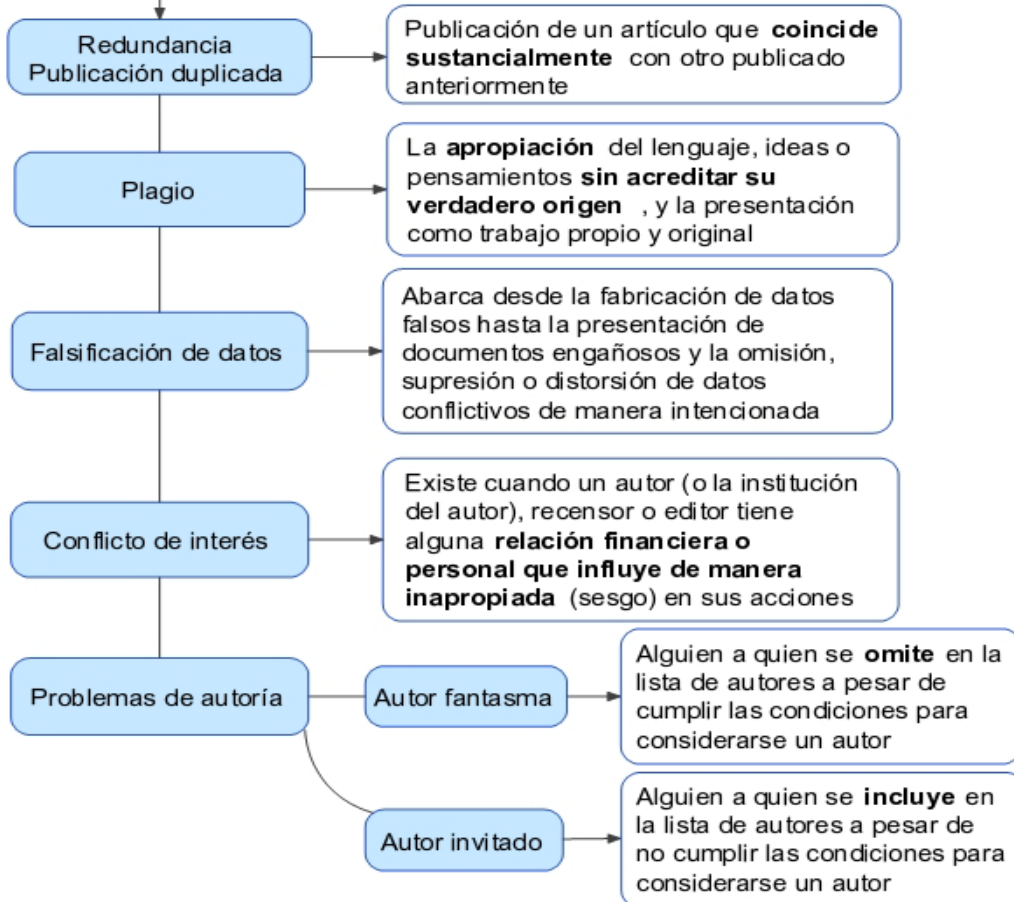 Redundancia
Publicación duplicada
Publicación de un artículo que coincide
sustancialmente con otro publicado
anteriormente
Plagio
La apropiación del lenguaje, ideas o
pensamientos sin acreditar su
verdadero origen , y la presentación
como trabajo propio y original
Falsificación de datos
Abarca desde la fabricación de datos
falsos hasta la presentación de
documentos engañosos y la omisión,
supresión o distorsión de datos
conflictivos de manera intencionada
Conflicto de interés
Existe cuando un autor (o la institución
del autor), recensor o editor tiene
alguna relación financiera o
personal que influye de manera
inapropiada (sesgo) en sus acciones
Problemas de autoría
Autor fantasma
Alguien a quien se omite en la
lista de autores a pesar de
cumplir las condiciones para
considerarse un autor
Autor invitado
Alguien a quien se incluye en
la lista de autores a pesar de
no cumplir las condiciones para
considerarse un autor